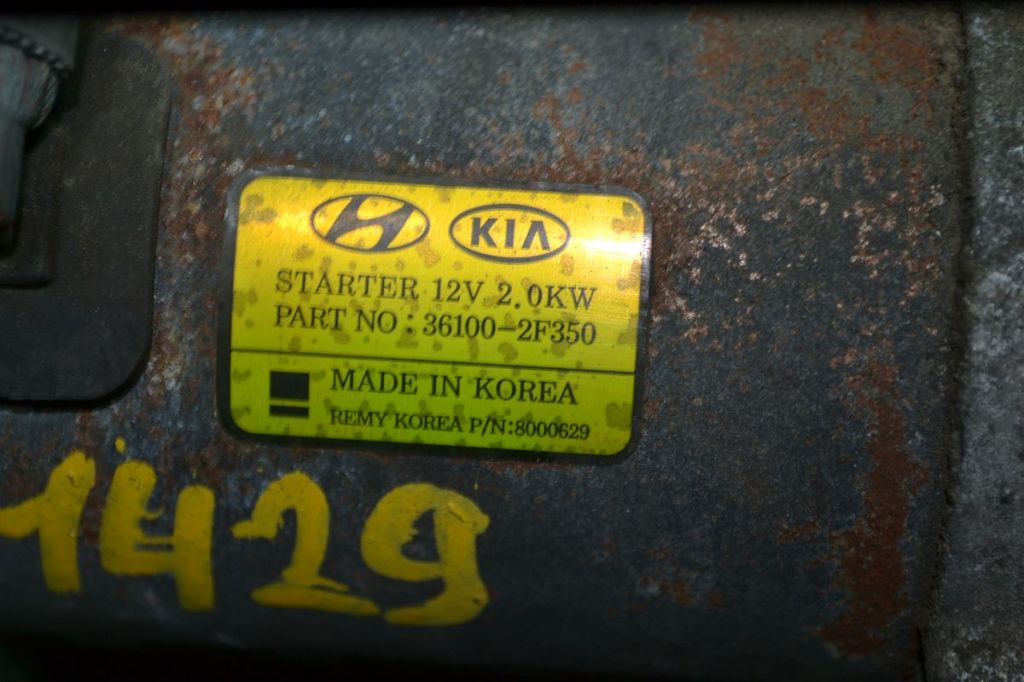 KIA
STARTER 12V 2.0KW
PART NO : 36100-2F350
MADE IN KOREA
REMY KOREA P/N:8000629
1429